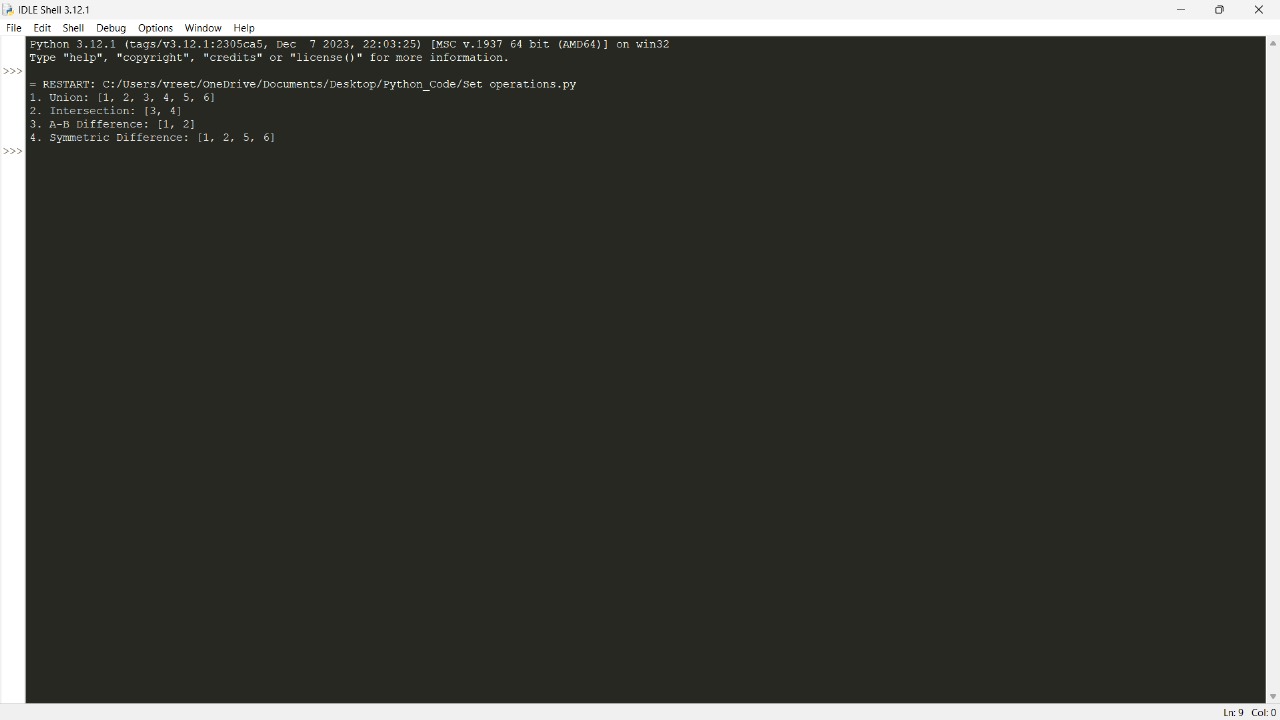 IDLE Shell 3.12.1
File Edit Shell Debug Options Window Help
Python 3.12.1 (tags/v3.12.1:2305ca5, Dec  7 2023, 22:03:25) [MSC v.1937 64 bit (AMD64)] on win32
Type "help", "copyright", "credits" or "license()" for more information.
>>>
= RESTART: C:/Users/vreet/OneDrive/Documents/Desktop/Python_Code/Set operations.py
1. Union: [1, 2, 3, 4, 5, 6]
2. Intersection: [3, 4]
3. A-B Difference: [1, 2]
4. Symmetric Difference: [1, 2, 5, 6]
>>>
Ln: 9 Col: 0